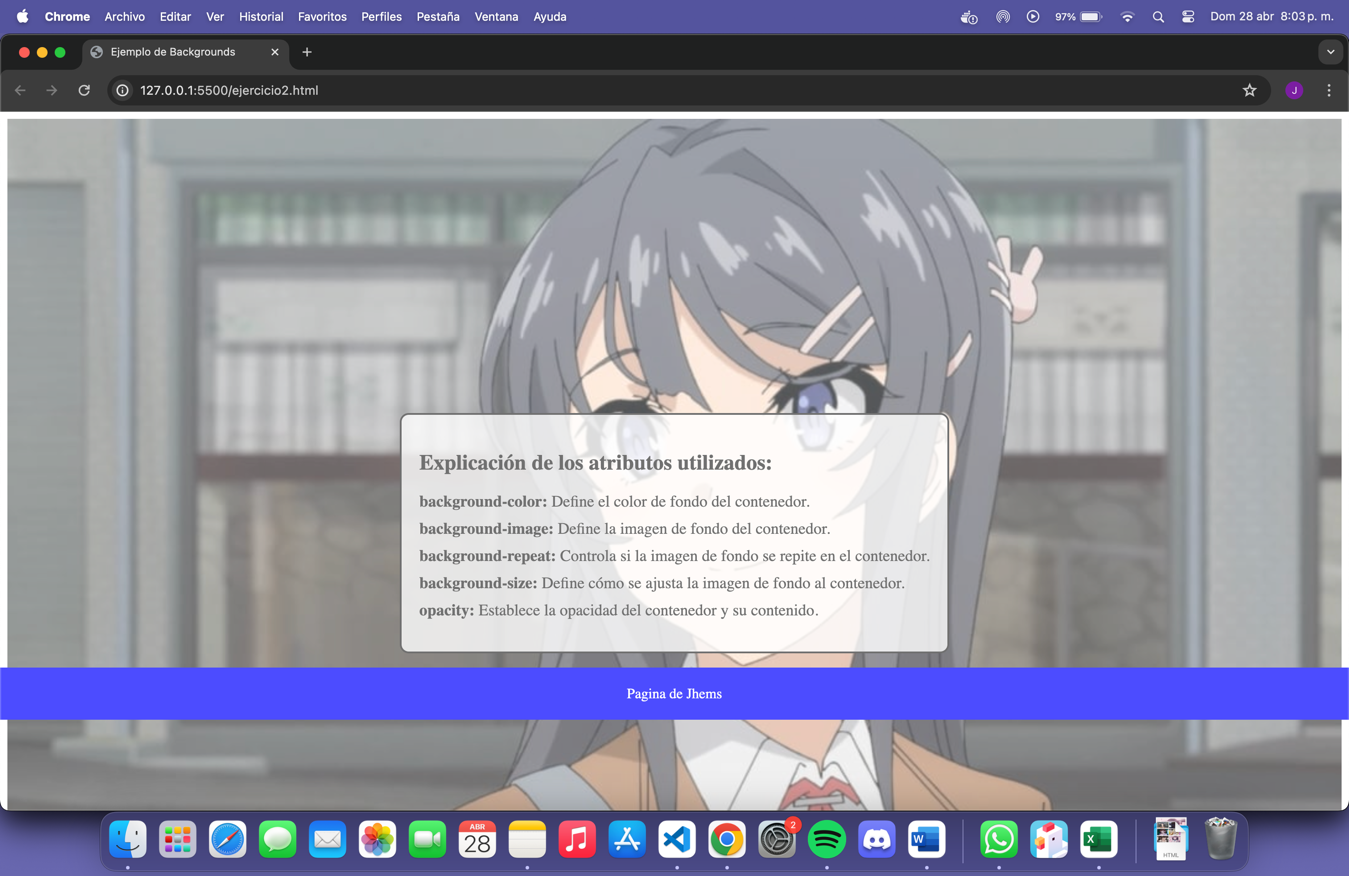 Chrome Archivo Editar Ver Historial Favoritos Perfiles Pestaña Ventana Ayuda 97% Dom 28 abr 8:03 p. m.
Ejemplo de Backgrounds
127.0.0.1:5500/ejercicio2.html J
Explicación de los atributos utilizados:
background-color: Define el color de fondo del contenedor.
background-image: Define la imagen de fondo del contenedor.
background-repeat: Controla si la imagen de fondo se repite en el contenedor.
background-size: Define cómo se ajusta la imagen de fondo al contenedor.
opacity: Establece la opacidad del contenedor y su contenido.
Pagina de Jhems
ABR 2
28 W X
HTML